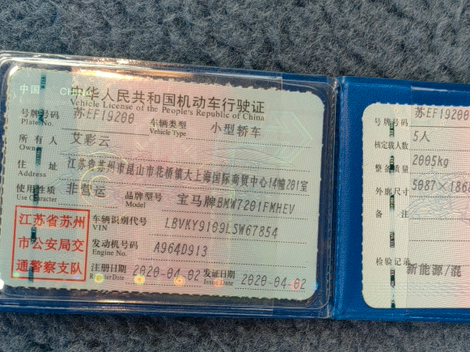 中华人民共和国机动车行驶证
Vehicle License of the People's Republic of China
号牌号码 苏EF19200 车辆类型 小型轿车
Plate No. Vehicle Type
所有人 艾彩云
Owner
住址 江苏省苏州市昆山市花桥镇大上海国际商贸中心14幢201室
Address
使用性质 非营运 品牌型号 宝马牌BMW7201FMHEV
Use Character Model
江苏省苏州
市公安局交
通警察支队
车辆识别代号 LBVKY9109LSW67854
VIN
发动机号码 A964D913
Engine No.
注册日期 2020-04-02 发证日期 2020-04-02
Register Date Issue Date
号牌号码 苏EF19200
核定载人数 5人
2005kg
外廓尺寸 5087×186
备注
检验记录
新能源/混